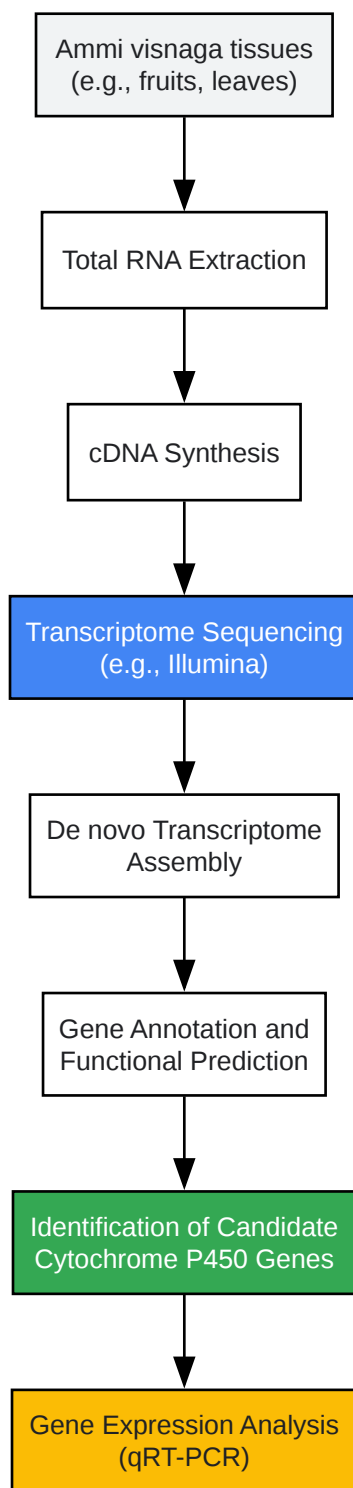 Ammi visnaga tissues
(e.g., fruits, leaves)
Total RNA Extraction
cDNA Synthesis
Transcriptome Sequencing
(e.g., Illumina)
De novo Transcriptome
Assembly
Gene Annotation and
Functional Prediction
Identification of Candidate
Cytochrome P450 Genes
Gene Expression Analysis
(qRT-PCR)